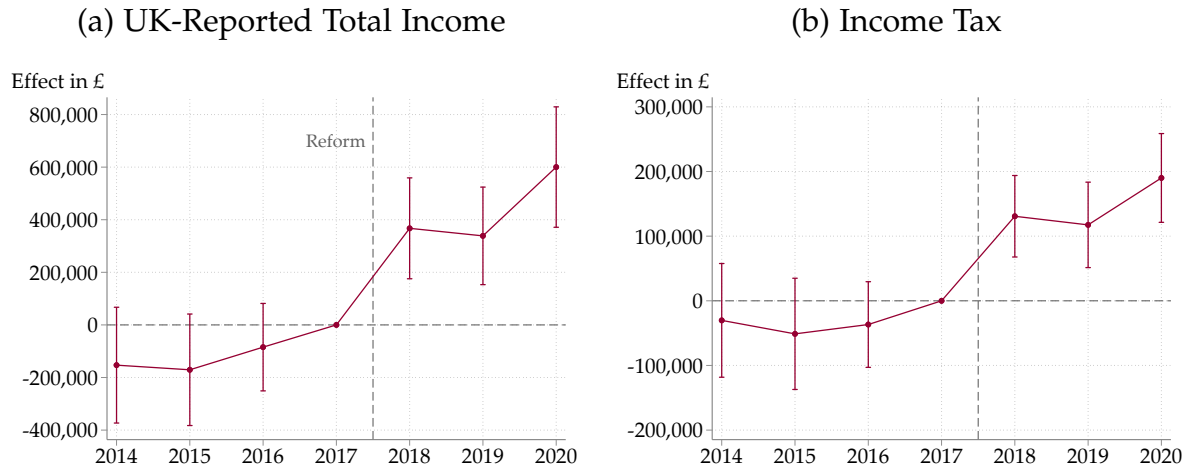 (a) UK-Reported Total Income
Effect in £
800,000
600,000
400,000
200,000
0
-200,000
-400,000
Reform
2014 2015 2016 2017 2018 2019 2020
(b) Income Tax
Effect in £
300,000
200,000
100,000
0
-100,000
-200,000
2014 2015 2016 2017 2018 2019 2020